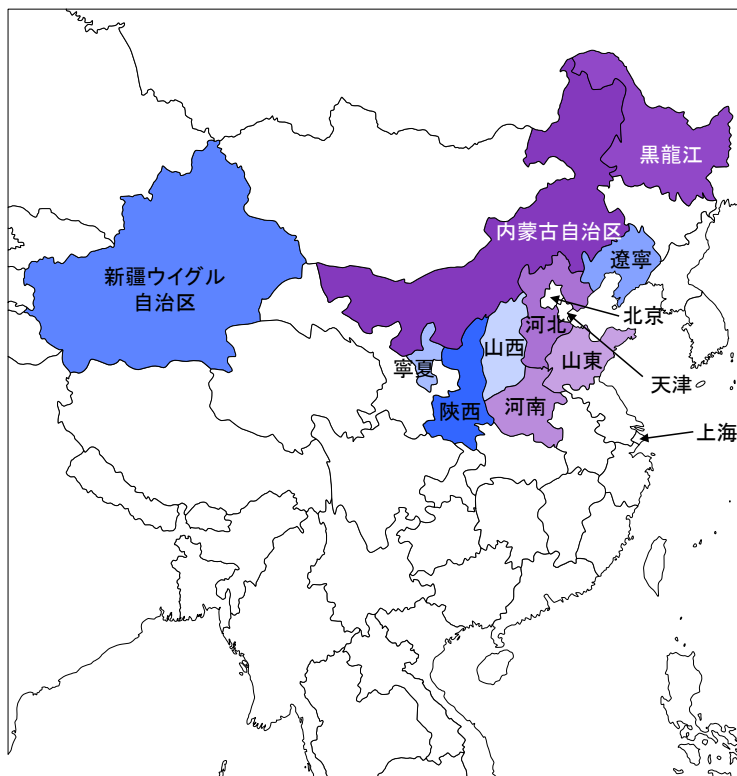 黒龍江
内蒙古自治区
遼寧
新疆ウイグル
自治区
北京
河北
山西
山東
寧夏
天津
陝西
河南
上海